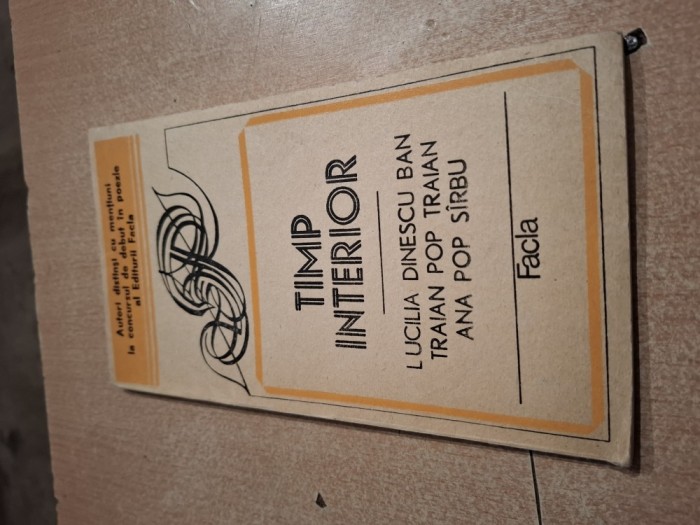 Autori distinși cu mențiuni
la concursul de debut în poezie
al Editurii Facla
TIMP
INTERIOR
LUCILIA DINESCU BAN
TRAIAN POP TRAIAN
ANA POP SÎRBU
Facla